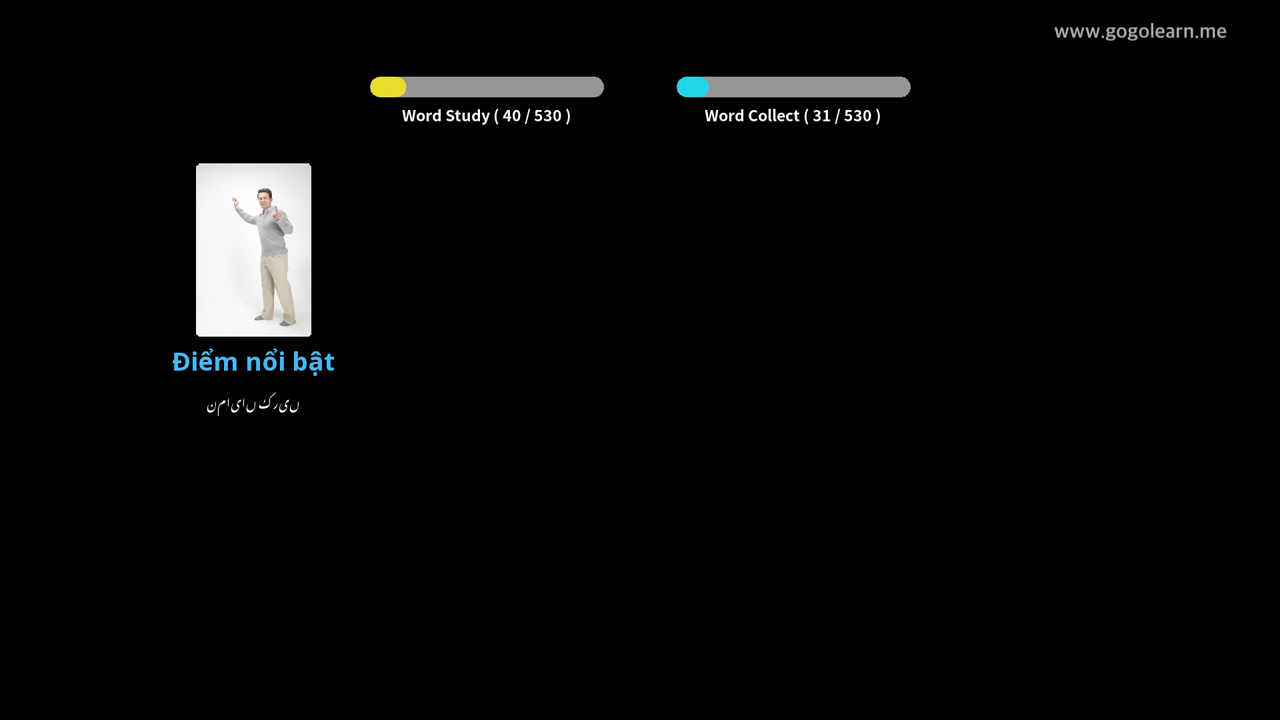 www.gogolearn.me
Word Study ( 40 / 530 )
Word Collect ( 31 / 530 )
Điểm nổi bật
نمایاں کریں